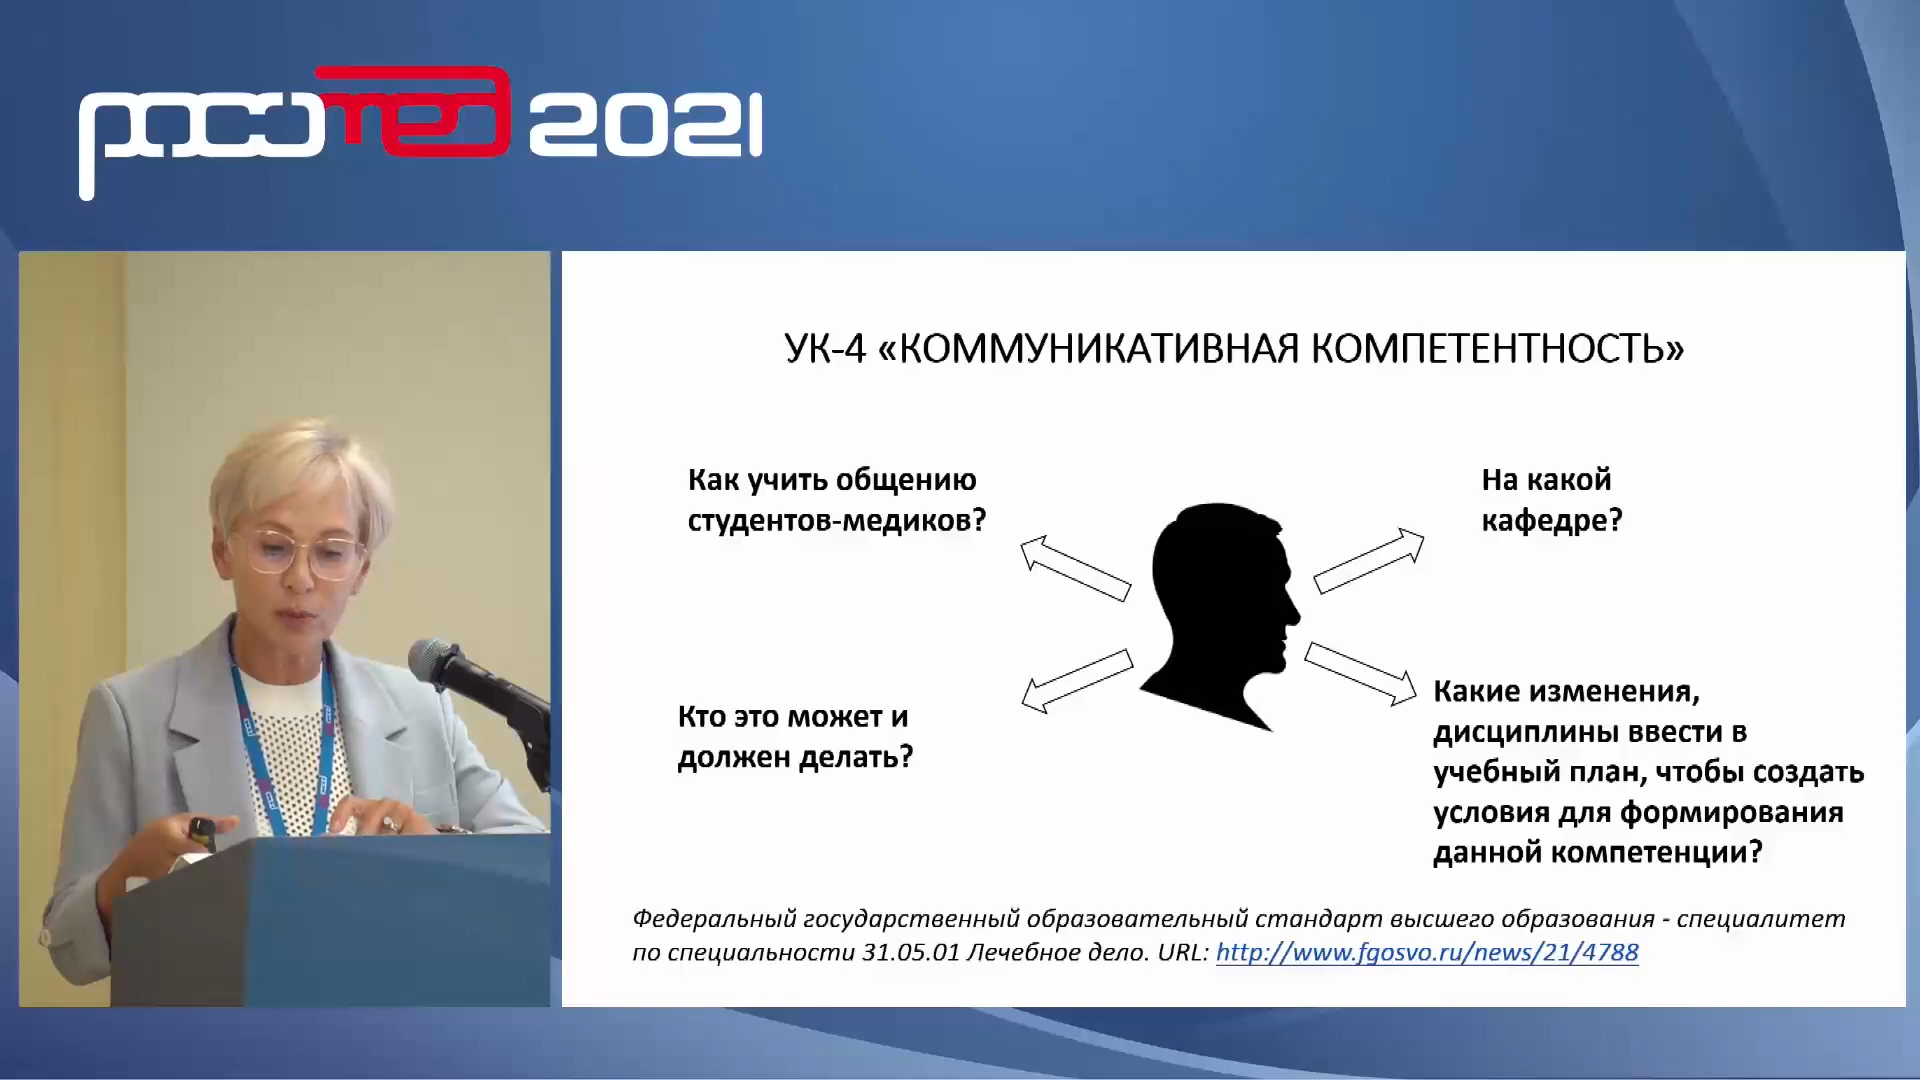 росомед 2021
УК-4 «КОММУНИКАТИВНАЯ КОМПЕТЕНТНОСТЬ»
Как учить общению
студентов-медиков?
На какой
кафедре?
Кто это может и
должен делать?
Какие изменения,
дисциплины ввести в
учебный план, чтобы создать
условия для формирования
данной компетенции?
Федеральный государственный образовательный стандарт высшего образования - специалитет
по специальности 31.05.01 Лечебное дело. URL: http://www.fgosvo.ru/news/21/4788